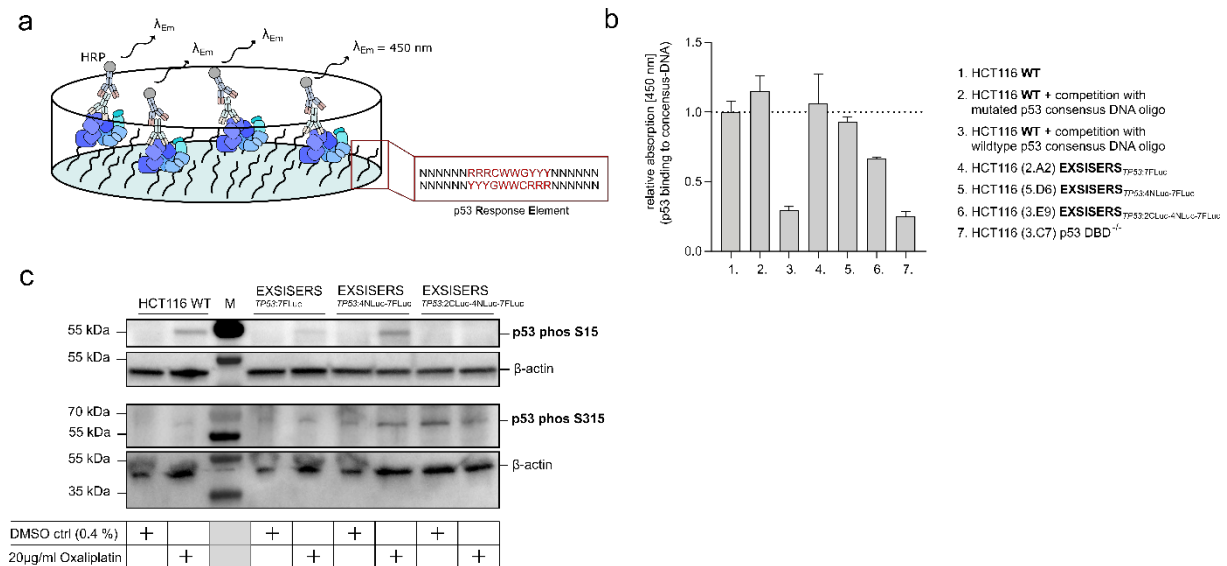 a
HRP
λEm
λEm
λEm
λEm
λEm = 450 nm
NNNNNNRRRCWWGYYYNNNNNN
NNNNNNYYYGWWCRRRNNNNNN
p53 Response Element
b
relative absorption [450 nm]
(p53 binding to consensus-DNA)
1.5
1.0
0.5
0.0
1. 2. 3. 4. 5. 6. 7.
1. HCT116 WT
2. HCT116 WT + competition with
mutated p53 consensus DNA oligo
3. HCT116 WT + competition with
wildtype p53 consensus DNA oligo
4. HCT116 (2.A2) EXSISERSTP53:7FLuc
5. HCT116 (5.D6) EXSISERSTP53:4NLuc-7FLuc
6. HCT116 (3.E9) EXSISERSTP53:2CLuc-4NLuc-7FLuc
7. HCT116 (3.C7) p53 DBD-/-
c
HCT116 WT M EXSISERS TP53:7FLuc EXSISERS TP53:4NLuc-7FLuc EXSISERS TP53:2CLuc-4NLuc-7FLuc
55 kDa p53 phos S15
55 kDa β-actin
40 kDa
70 kDa p53 phos S315
55 kDa
55 kDa β-actin
35 kDa
DMSO ctrl (0.4 %) + + + +
20µg/ml Oxaliplatin + + + +